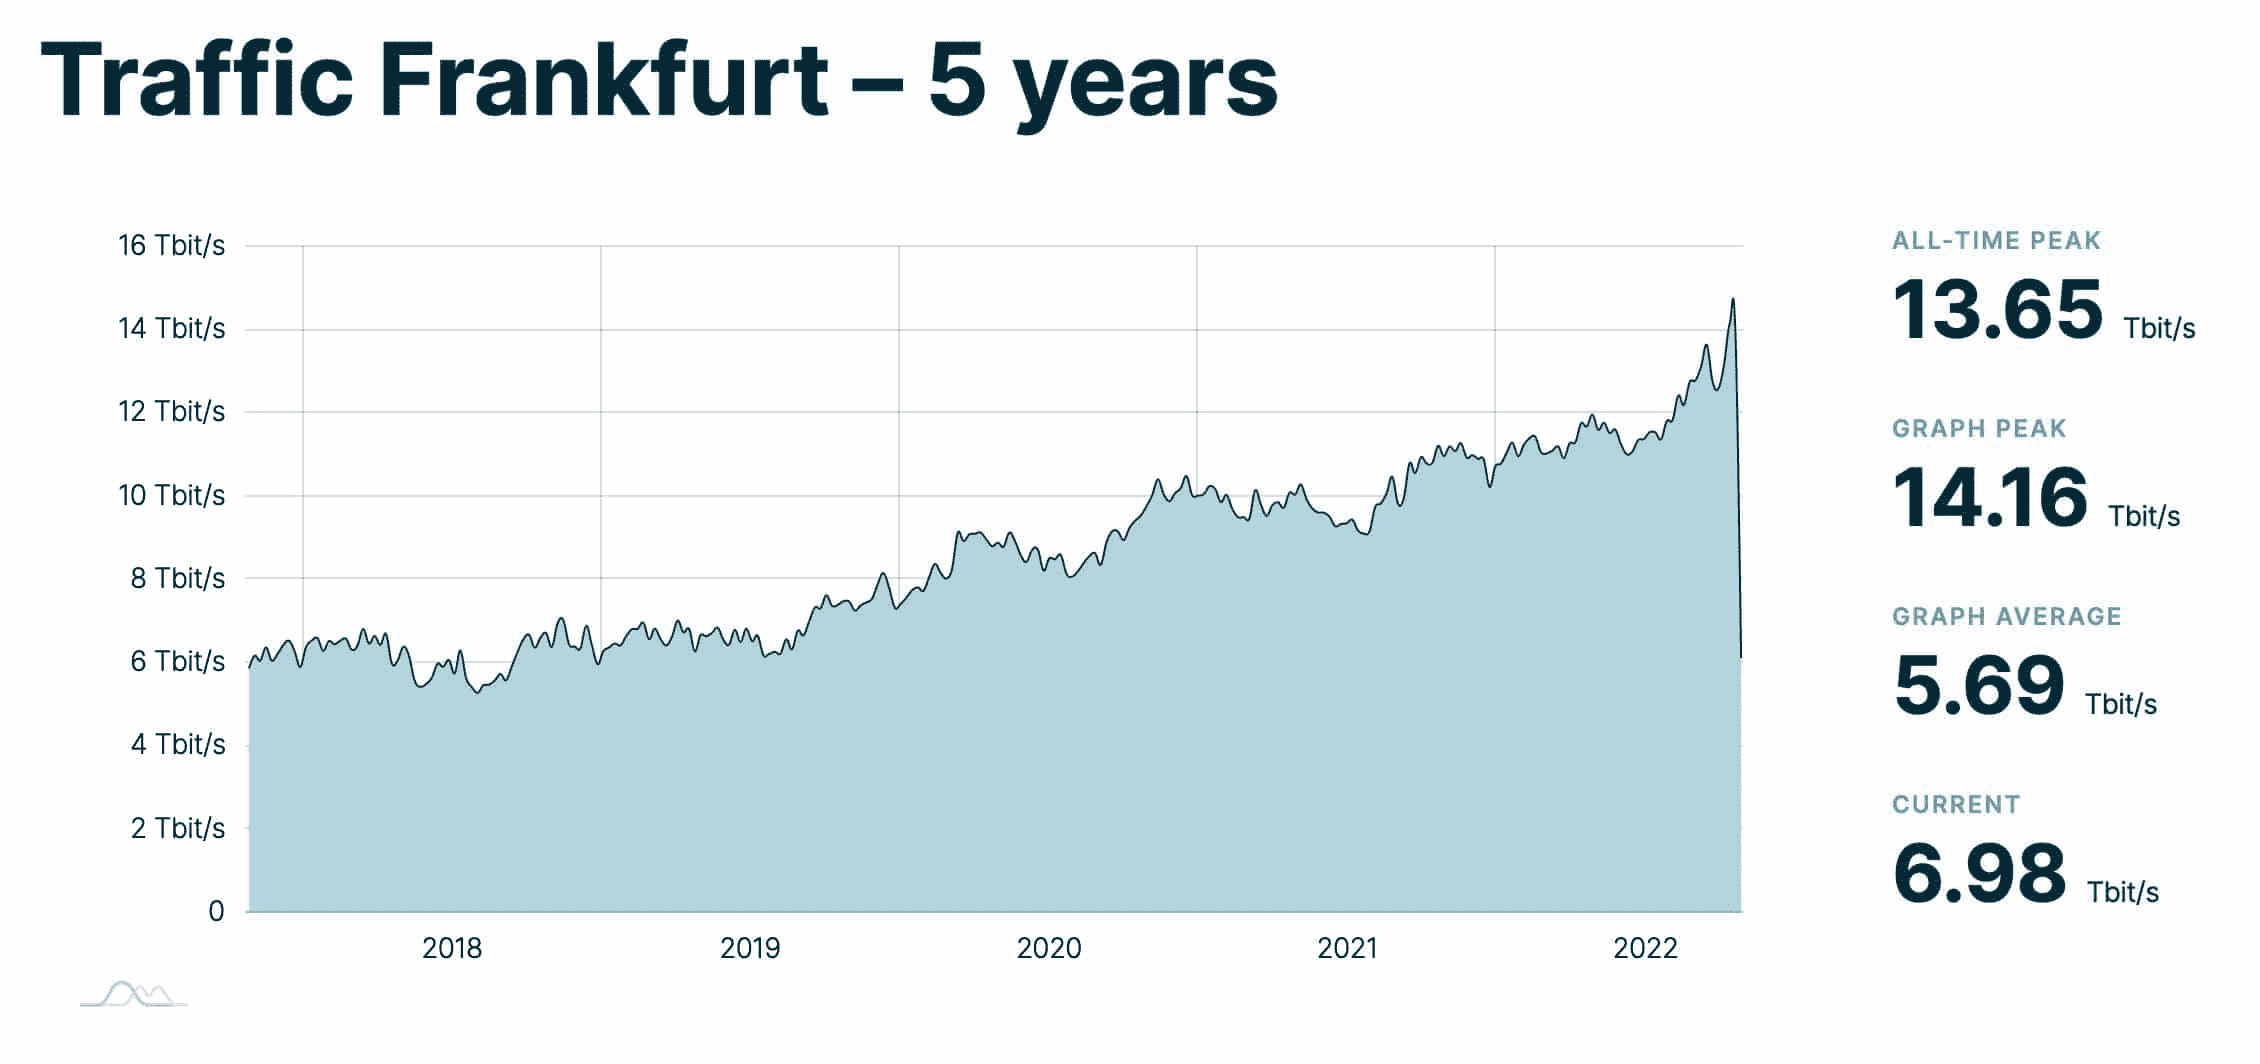 Traffic Frankfurt – 5 years
16 Tbit/s
14 Tbit/s
12 Tbit/s
10 Tbit/s
8 Tbit/s
6 Tbit/s
4 Tbit/s
2 Tbit/s
0
2018 2019 2020 2021 2022
ALL-TIME PEAK
13.65 Tbit/s
GRAPH PEAK
14.16 Tbit/s
GRAPH AVERAGE
5.69 Tbit/s
CURRENT
6.98 Tbit/s